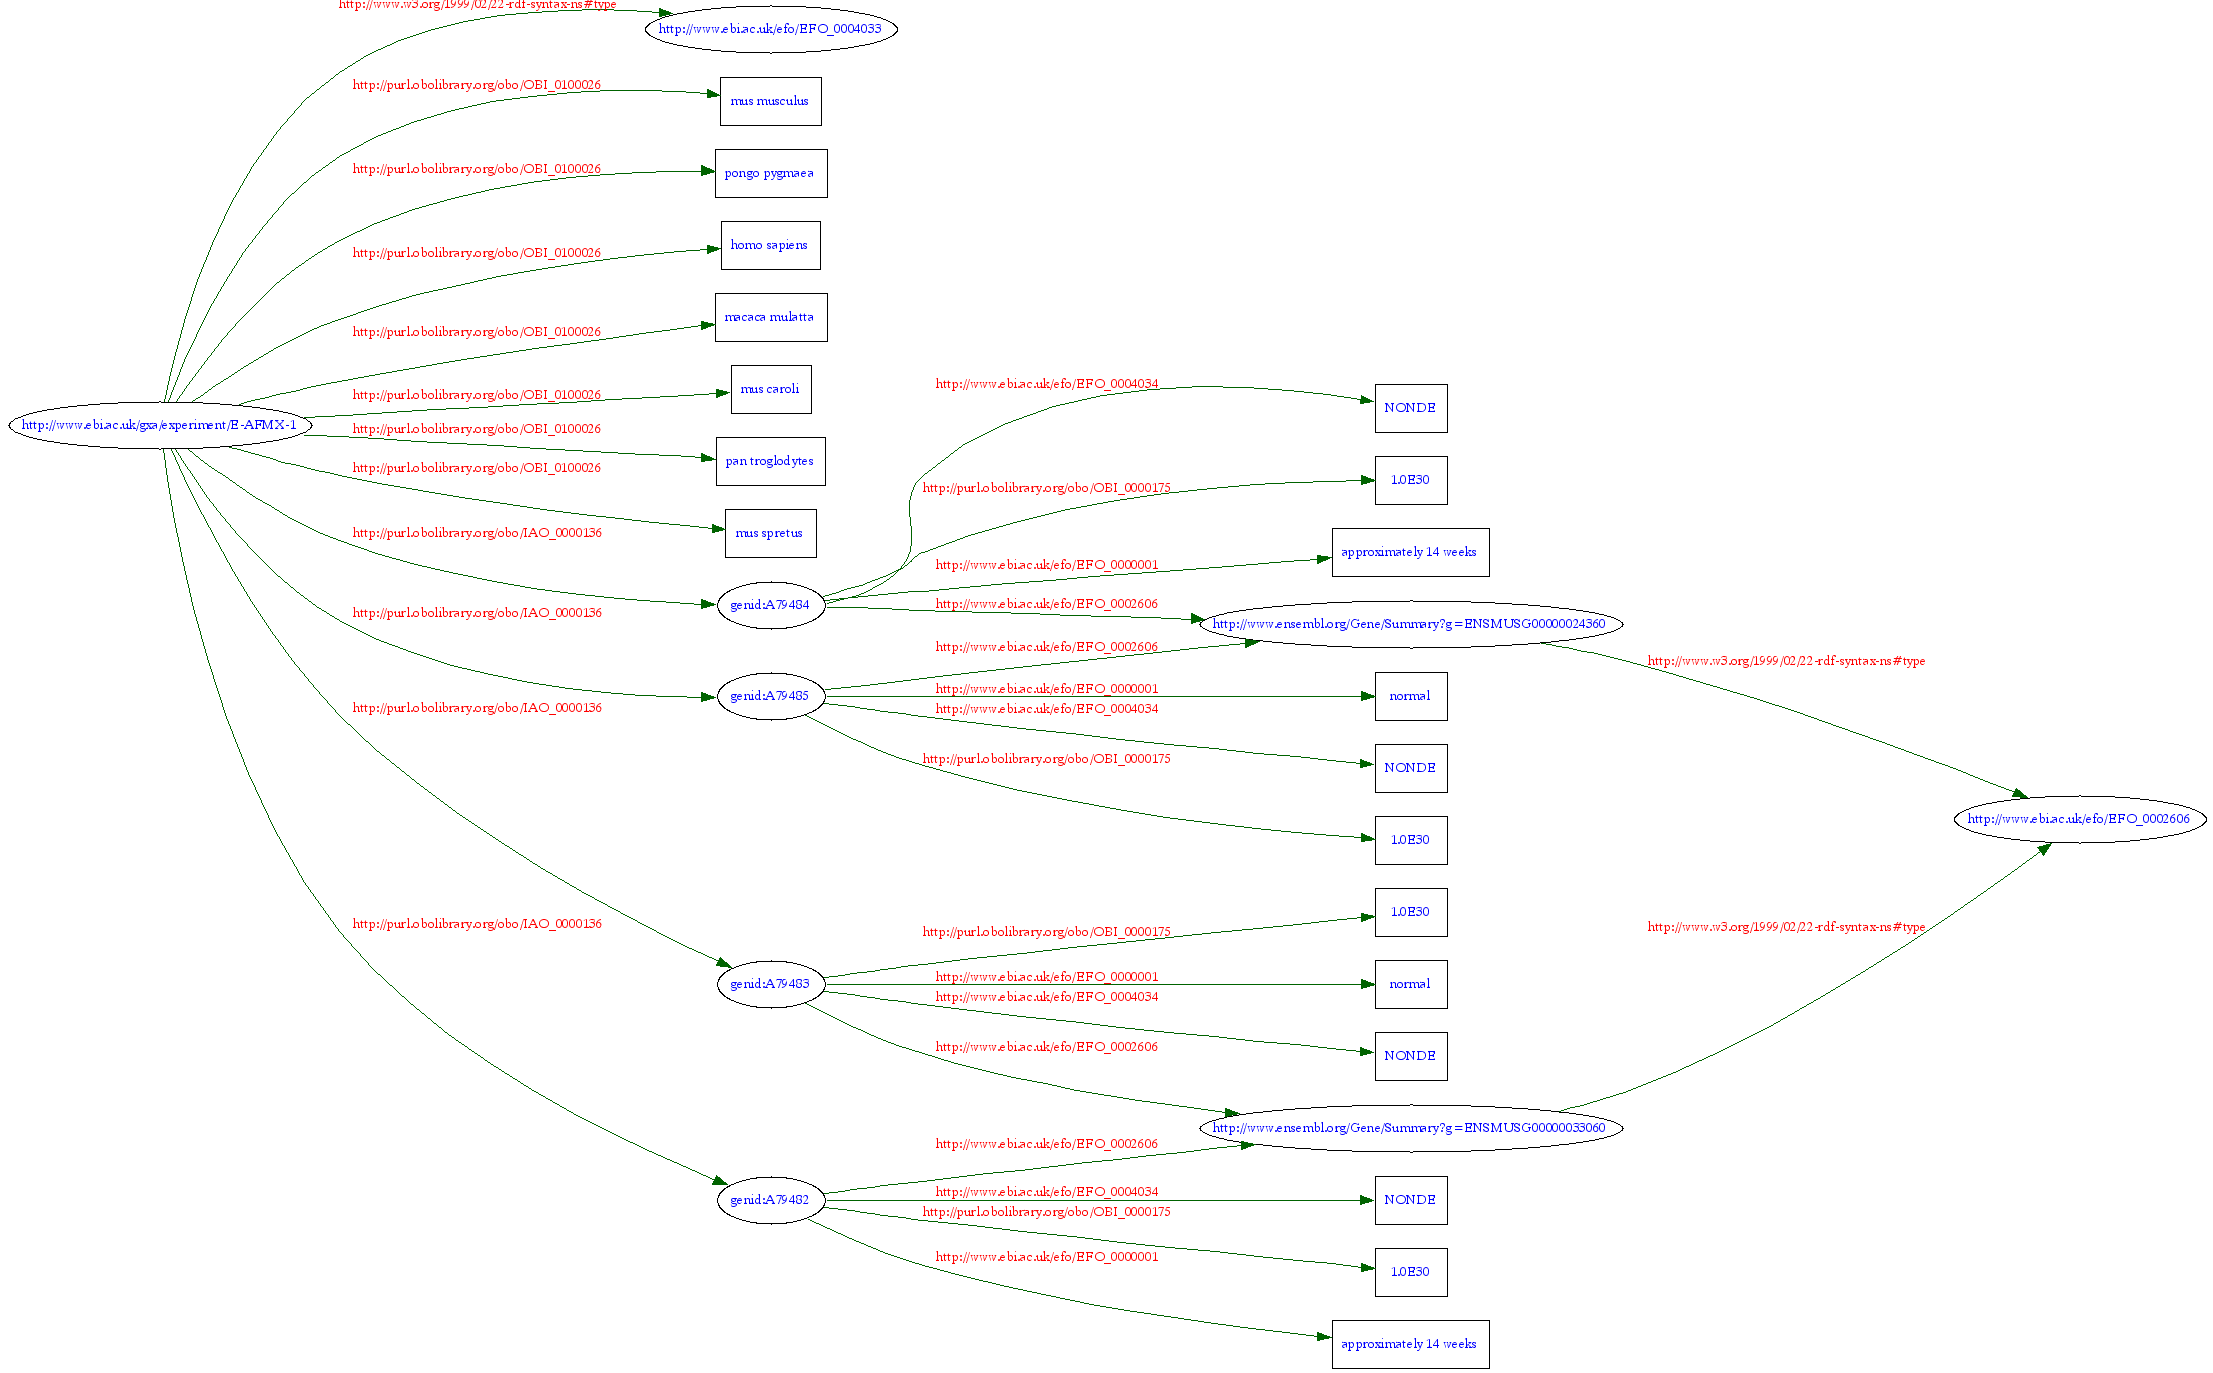 http://www.w3.org/1999/02/22-rdf-syntax-ns#type
http://www.ebi.ac.uk/efo/EFO_0004033
http://purl.obolibrary.org/obo/OBI_0100026
mus musculus
http://purl.obolibrary.org/obo/OBI_0100026
pongo pygmaea
http://purl.obolibrary.org/obo/OBI_0100026
homo sapiens
http://purl.obolibrary.org/obo/OBI_0100026
macaca mulatta
http://purl.obolibrary.org/obo/OBI_0100026
mus caroli
http://www.ebi.ac.uk/gxa/experiment/E-AFMX-1
http://purl.obolibrary.org/obo/OBI_0100026
pan troglodytes
http://purl.obolibrary.org/obo/OBI_0100026
mus spretus
http://purl.obolibrary.org/obo/IAO_0000136
genid:A79484
http://www.ebi.ac.uk/efo/EFO_0004034
NONDE
http://purl.obolibrary.org/obo/OBI_0000175
1.0E30
http://www.ebi.ac.uk/efo/EFO_0000001
approximately 14 weeks
http://www.ebi.ac.uk/efo/EFO_0002606
http://www.ensembl.org/Gene/Summary?g=ENSMUSG00000024360
http://purl.obolibrary.org/obo/IAO_0000136
genid:A79485
http://www.ebi.ac.uk/efo/EFO_0002606
http://www.ebi.ac.uk/efo/EFO_0000001
normal
http://www.ebi.ac.uk/efo/EFO_0004034
NONDE
http://purl.obolibrary.org/obo/OBI_0000175
1.0E30
http://www.w3.org/1999/02/22-rdf-syntax-ns#type
http://www.ebi.ac.uk/efo/EFO_0002606
http://purl.obolibrary.org/obo/IAO_0000136
genid:A79483
http://purl.obolibrary.org/obo/OBI_0000175
1.0E30
http://www.ebi.ac.uk/efo/EFO_0000001
normal
http://www.ebi.ac.uk/efo/EFO_0004034
NONDE
http://www.ebi.ac.uk/efo/EFO_0002606
http://www.ensembl.org/Gene/Summary?g=ENSMUSG00000033060
http://www.w3.org/1999/02/22-rdf-syntax-ns#type
http://purl.obolibrary.org/obo/IAO_0000136
genid:A79482
http://www.ebi.ac.uk/efo/EFO_0002606
http://www.ebi.ac.uk/efo/EFO_0004034
NONDE
http://purl.obolibrary.org/obo/OBI_0000175
1.0E30
http://www.ebi.ac.uk/efo/EFO_0000001
approximately 14 weeks